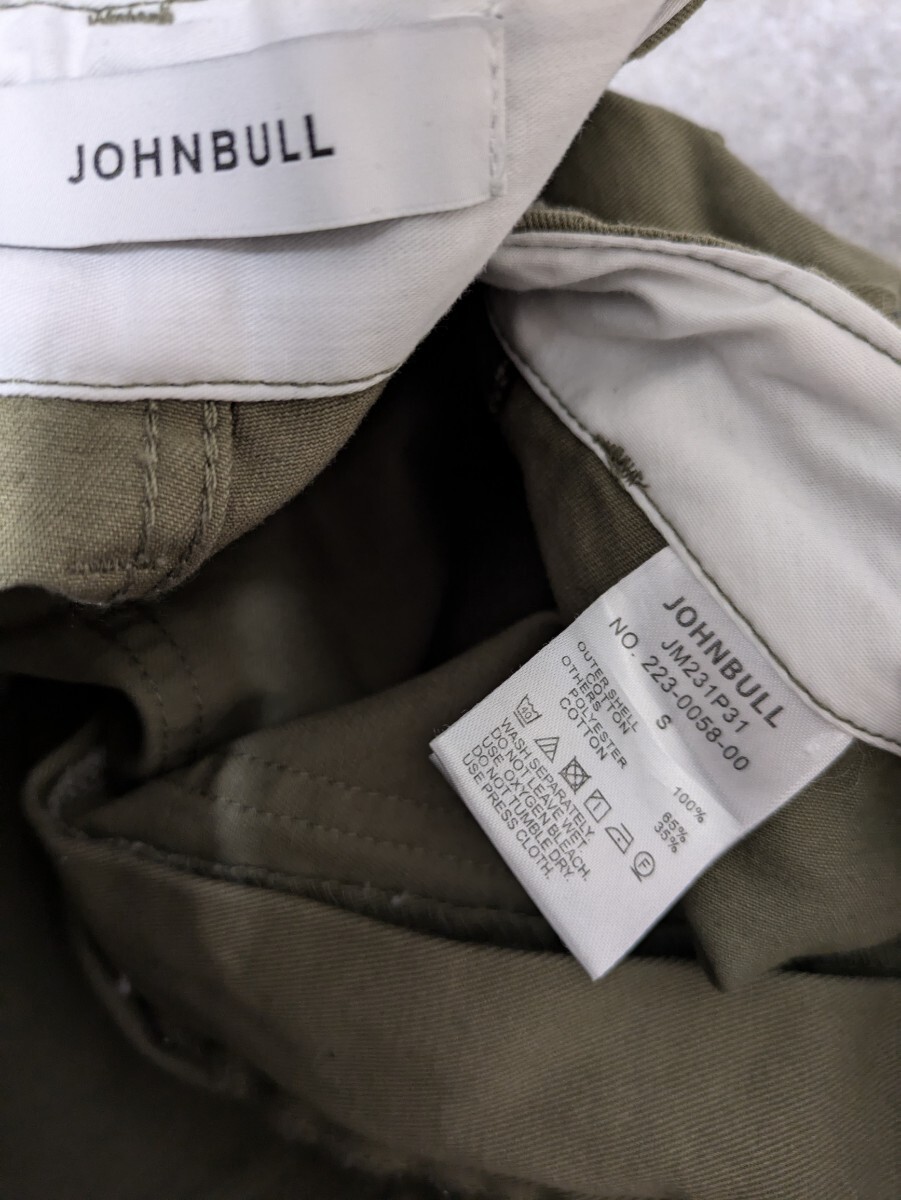 JOHNBULL
JOHNBULL
JM231P31
NO. 223-0058-00
S
OUTER SHELL
COTTON 100%
OTHERS
POLYESTER 65%
COTTON 35%
40
F
WASH SEPARATELY.
DO NOT LEAVE WET.
USE OXYGEN BLEACH.
DO NOT TUMBLE DRY.
USE PRESS CLOTH.